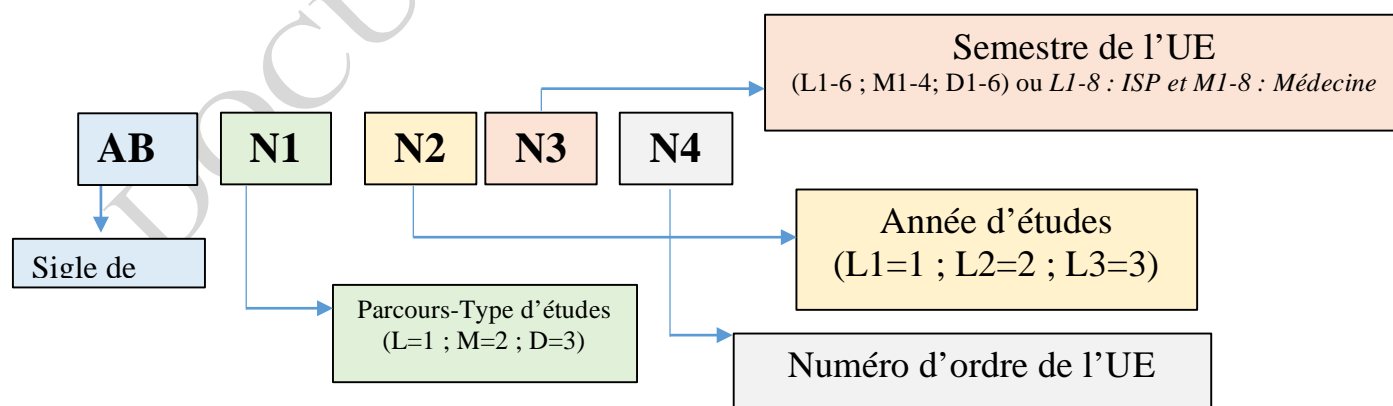 Semestre de l’UE
(L1-6 ; M1-4; D1-6) ou L1-8 : ISP et M1-8 : Médecine
AB N1 N2 N3 N4
Année d’études
(L1=1 ; L2=2 ; L3=3)
Sigle de
Parcours-Type d’études
(L=1 ; M=2 ; D=3)
Numéro d’ordre de l’UE